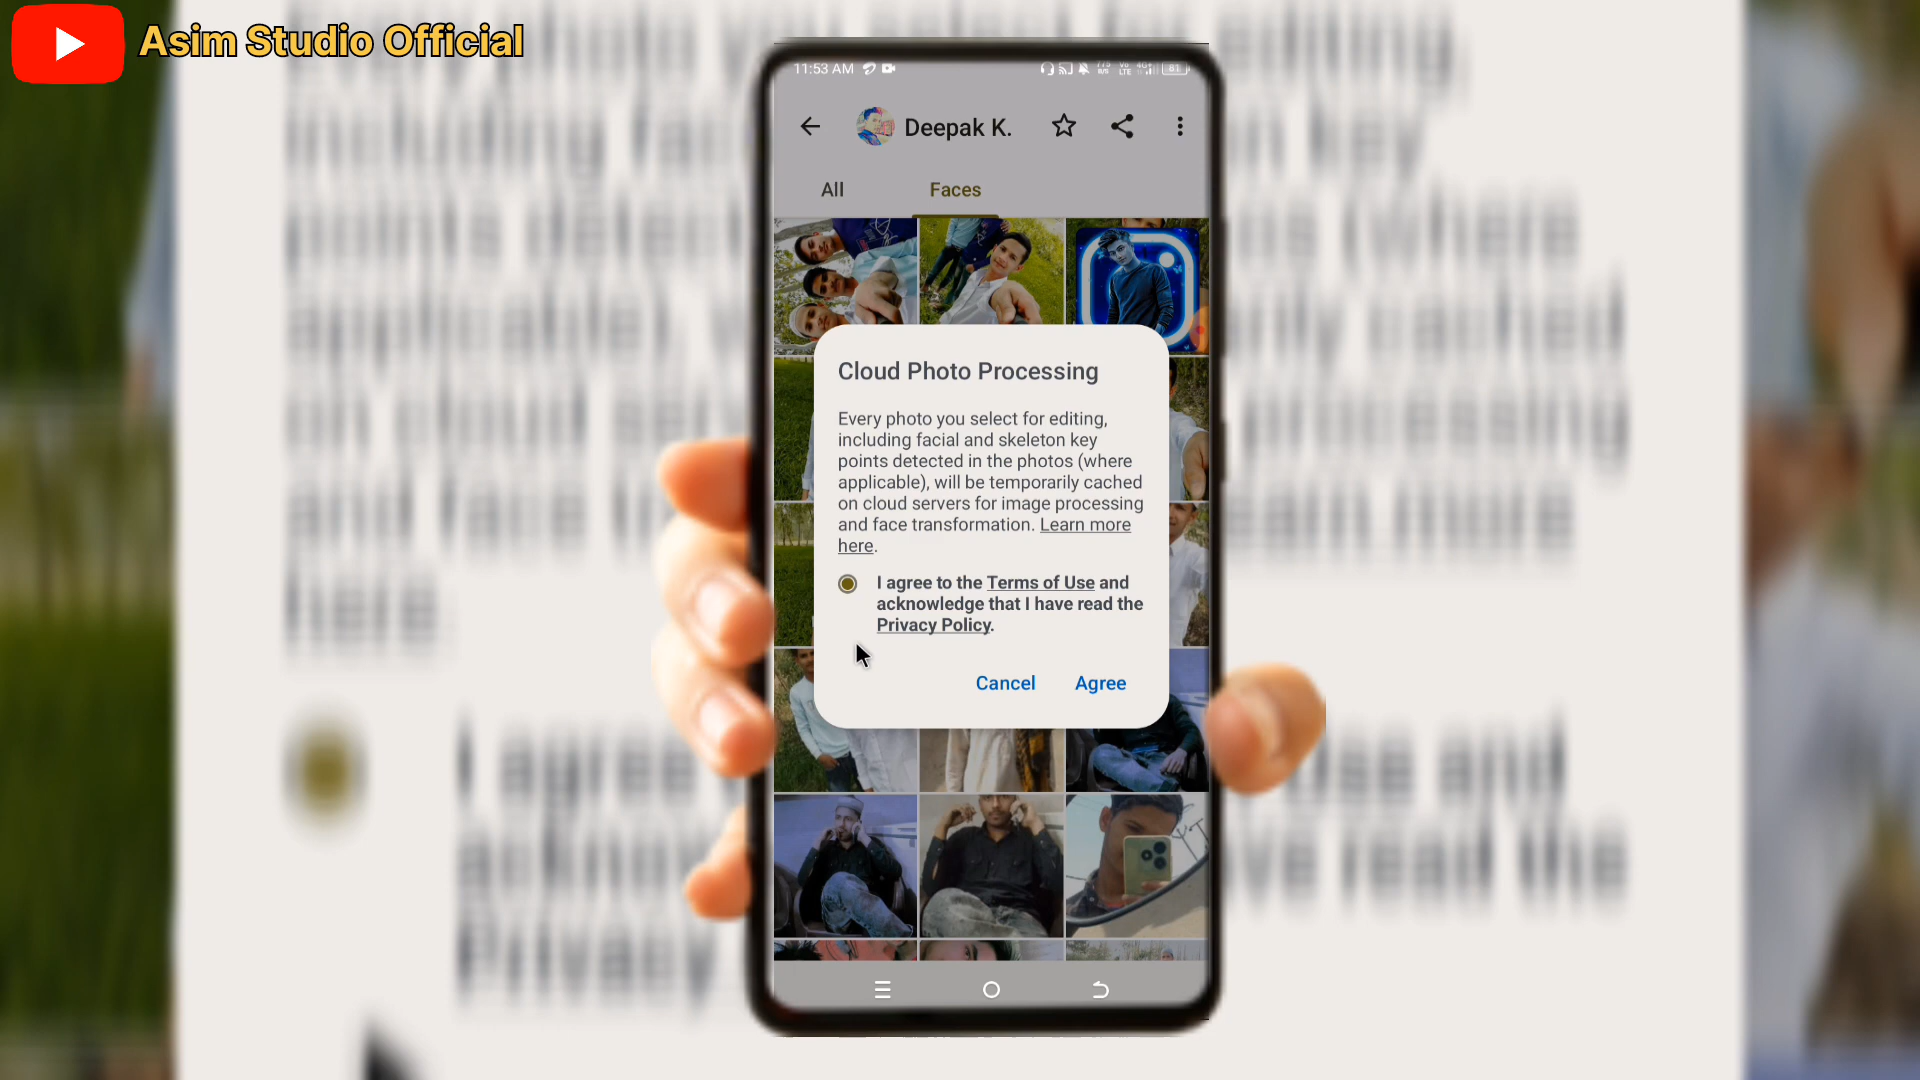 Asim Studio Official
11:53 AM
61
Deepak K.
All
Faces
Cloud Photo Processing
Every photo you select for editing,
including facial and skeleton key
points detected in the photos (where
applicable), will be temporarily cached
on cloud servers for image processing
and face transformation. Learn more
here.
I agree to the Terms of Use and
acknowledge that I have read the
Privacy Policy.
Cancel
Agree